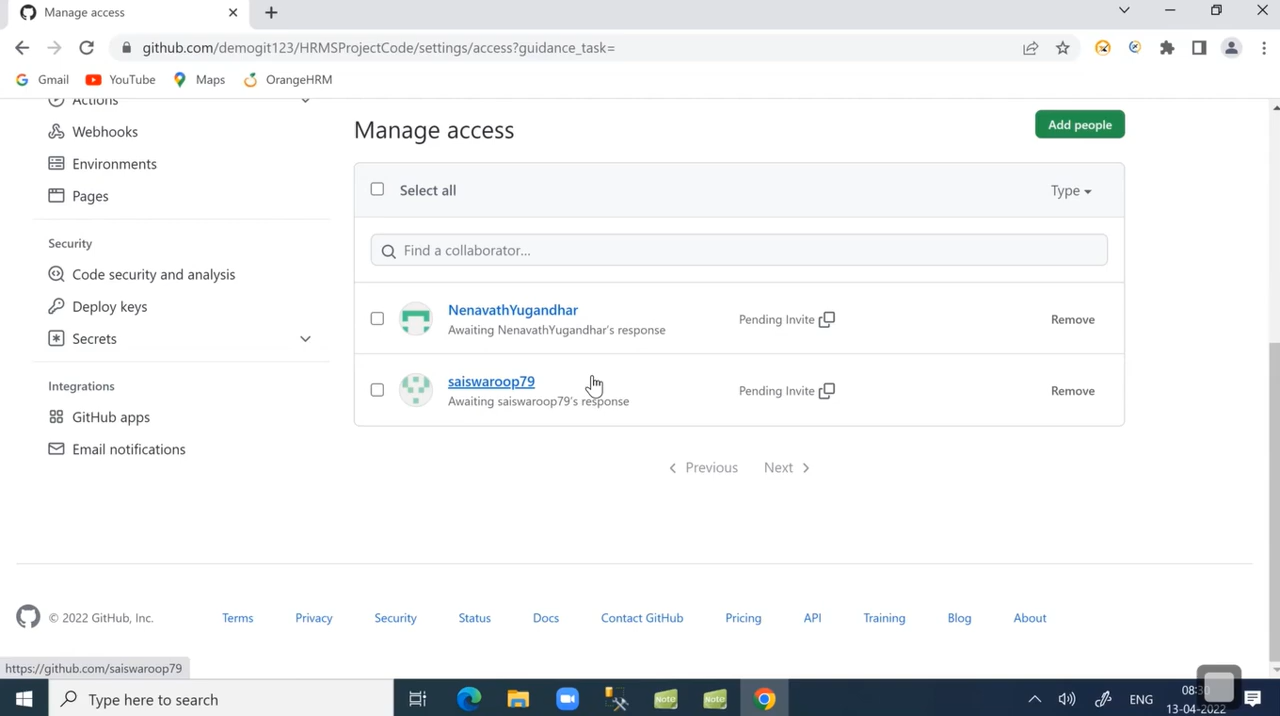 Manage access
github.com/demogit123/HRMSProjectCode/settings/access?guidance_task=
Gmail YouTube Maps OrangeHRM
Actions
Webhooks
Environments
Pages
Security
Code security and analysis
Deploy keys
Secrets
Integrations
GitHub apps
Email notifications
Manage access
Add people
Select all
Type
Find a collaborator...
NenavathYugandhar
Awaiting NenavathYugandhar's response
Pending Invite
Remove
saiswaroop79
Awaiting saiswaroop79's response
Pending Invite
Remove
Previous Next
© 2022 GitHub, Inc. Terms Privacy Security Status Docs Contact GitHub Pricing API Training Blog About
https://github.com/saiswaroop79
Type here to search
Note Note
ENG
08:30
13-04-2022